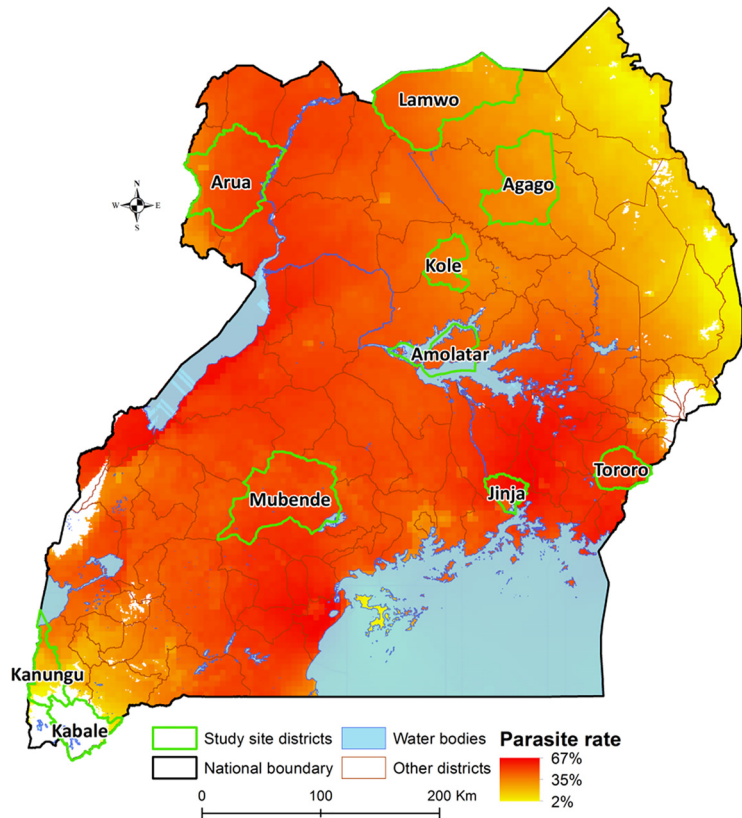 Lamwo
Arua
Agago
N
W E
S
Kole
Amolatar
Tororo
Mubende
Jinja
Kanungu
Kabale
Study site districts
Water bodies
Parasite rate
National boundary
Other districts
67%
35%
2%
0 100 200 Km